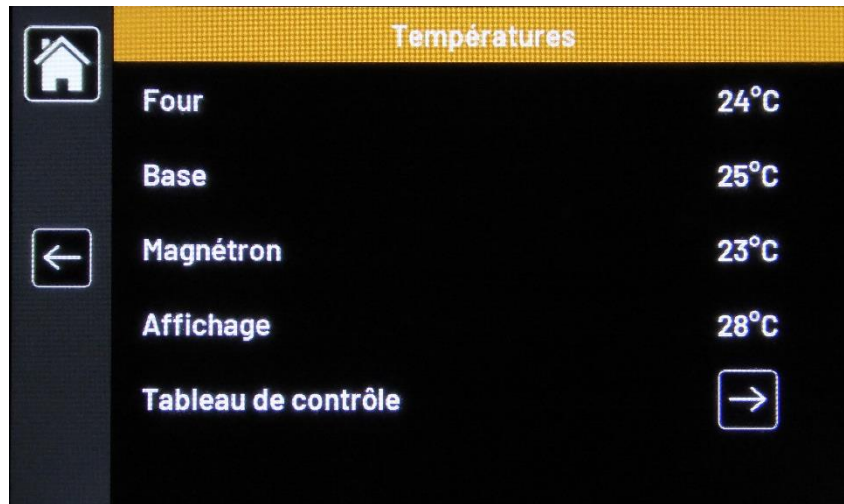 Températures
Four 24°C
Base 25°C
Magnétron 23°C
Affichage 28°C
Tableau de contrôle